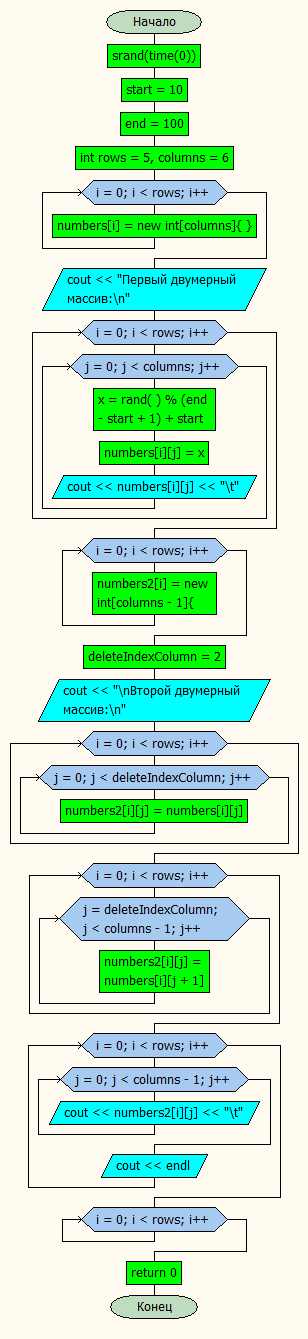 Начало
srand(time(0))
start = 10
end = 100
int rows = 5, columns = 6
i = 0; i < rows; i++
numbers[i] = new int[columns]{ }
cout << "Первый двумерный
массив:\n"
i = 0; i < rows; i++
j = 0; j < columns; j++
x = rand( ) % (end
- start + 1) + start
numbers[i][j] = x
cout << numbers[i][j] << "\t"
i = 0; i < rows; i++
numbers2[i] = new
int[columns - 1]{
deleteIndexColumn = 2
cout << "\nВторой двумерный
массив:\n"
i = 0; i < rows; i++
j = 0; j < deleteIndexColumn; j++
numbers2[i][j] = numbers[i][j]
i = 0; i < rows; i++
j = deleteIndexColumn;
j < columns - 1; j++
numbers2[i][j] =
numbers[i][j + 1]
i = 0; i < rows; i++
j = 0; j < columns - 1; j++
cout << numbers2[i][j] << "\t"
cout << endl
i = 0; i < rows; i++
return 0
Конец